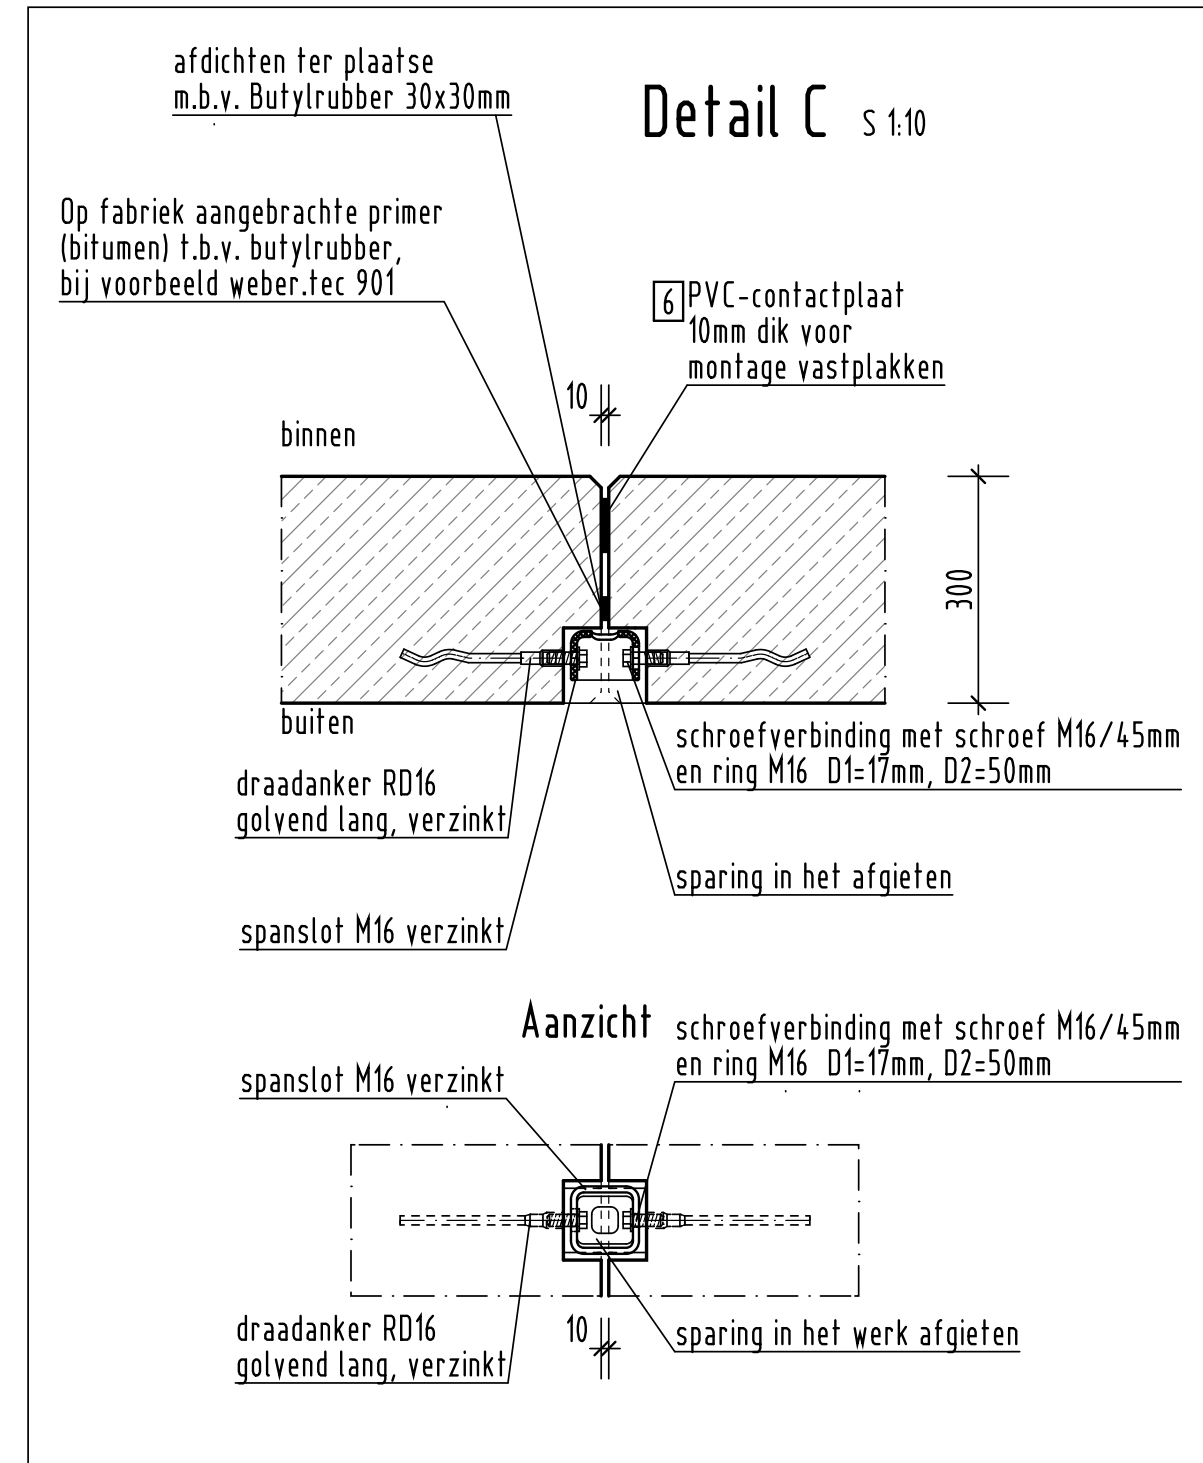 afdichten ter plaatse
m.b.v. Butylrubber 30x30mm
Detail C S 1:10
Op fabriek aangebrachte primer
(bitumen) t.b.v. butylrubber,
bij voorbeeld weber.tec 901
6 PVC-contactplaat
10mm dik voor
montage vastplakken
10
binnen
300
buiten
schroefverbinding met schroef M16/45mm
en ring M16 D1=17mm, D2=50mm
draadanker RD16
golvend lang, verzinkt
sparing in het afgieten
spanslot M16 verzinkt
Aanzicht
schroefverbinding met schroef M16/45mm
en ring M16 D1=17mm, D2=50mm
spanslot M16 verzinkt
draadanker RD16
golvend lang, verzinkt
10
sparing in het werk afgieten